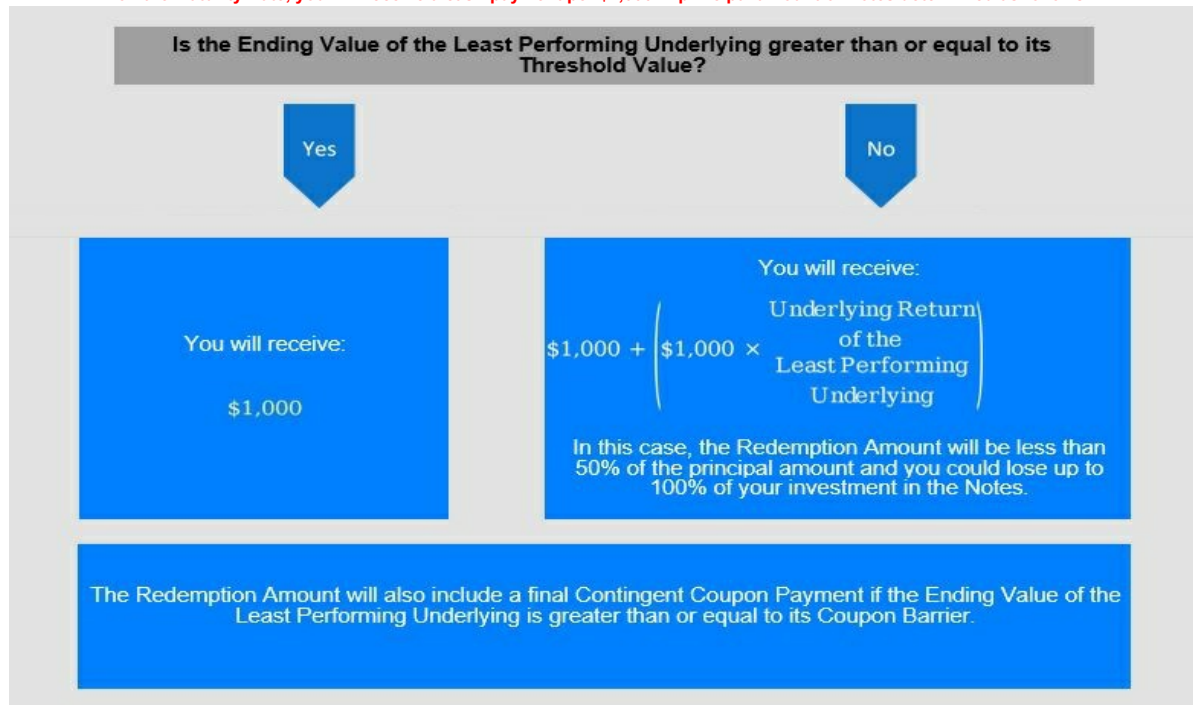 Is the Ending Value of the Least Performing Underlying greater than or equal to its
Threshold Value?
Yes
No
You will receive:
$1,000
You will receive:
$1,000 + ($1,000 × Underlying Return
of the
Least Performing
Underlying)
In this case, the Redemption Amount will be less than
50% of the principal amount and you could lose up to
100% of your investment in the Notes.
The Redemption Amount will also include a final Contingent Coupon Payment if the Ending Value of the
Least Performing Underlying is greater than or equal to its Coupon Barrier.